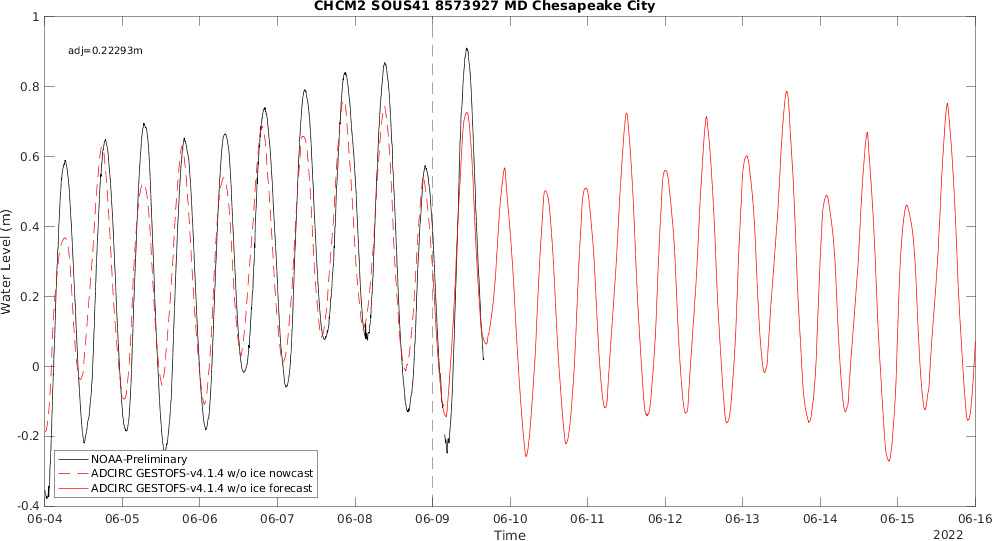 CHCM2 SOUS41 8573927 MD Chesapeake City
adj=0.22293m
Water Level (m)
1
0.8
0.6
0.4
0.2
0
-0.2
-0.4
NOAA-Preliminary
ADCIRC GESTOFS-v4.1.4 w/o ice nowcast
ADCIRC GESTOFS-v4.1.4 w/o ice forecast
06-04 06-05 06-06 06-07 06-08 06-09 06-10 06-11 06-12 06-13 06-14 06-15 06-16
Time
2022